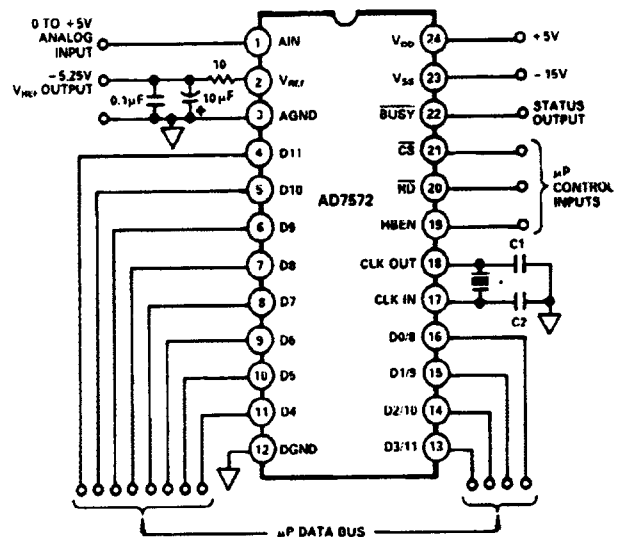 0 TO +5V
ANALOG
INPUT
–5.25V
VREF OUTPUT
0.1µF
10µF
+
10
AD7572
1 AIN
2 VREF
3 AGND
4 D11
5 D10
6 D9
7 D8
8 D7
9 D6
10 D5
11 D4
12 DGND
VDD 24
VSS 23
BUSY 22
CS 21
RD 20
HBEN 19
CLK OUT 18
CLK IN 17
D0/8 16
D1/9 15
D2/10 14
D3/11 13
+5V
–15V
STATUS
OUTPUT
µP
CONTROL
INPUTS
C1
C2
µP DATA BUS